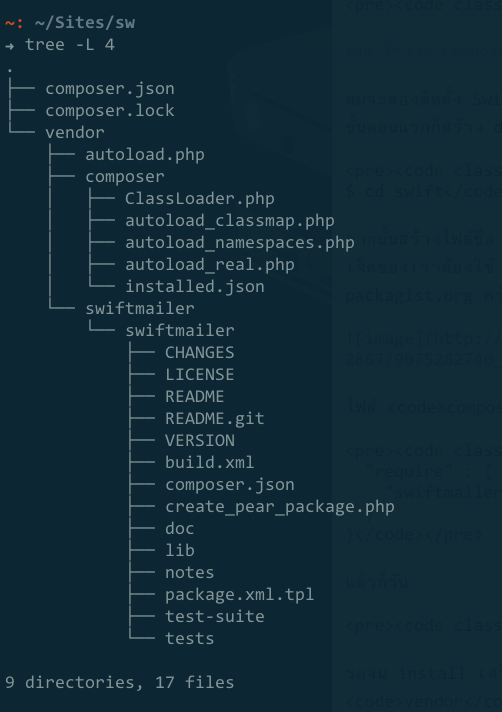 ~: ~/Sites/sw
➜ tree -L 4
.
├── composer.json
├── composer.lock
└── vendor
    ├── autoload.php
    ├── composer
    │   ├── ClassLoader.php
    │   ├── autoload_classmap.php
    │   ├── autoload_namespaces.php
    │   ├── autoload_real.php
    │   └── installed.json
    └── swiftmailer
        └── swiftmailer
            ├── CHANGES
            ├── LICENSE
            ├── README
            ├── README.git
            ├── VERSION
            ├── build.xml
            ├── composer.json
            ├── create_pear_package.php
            ├── doc
            ├── lib
            ├── notes
            ├── package.xml.tpl
            ├── test-suite
            └── tests
9 directories, 17 files